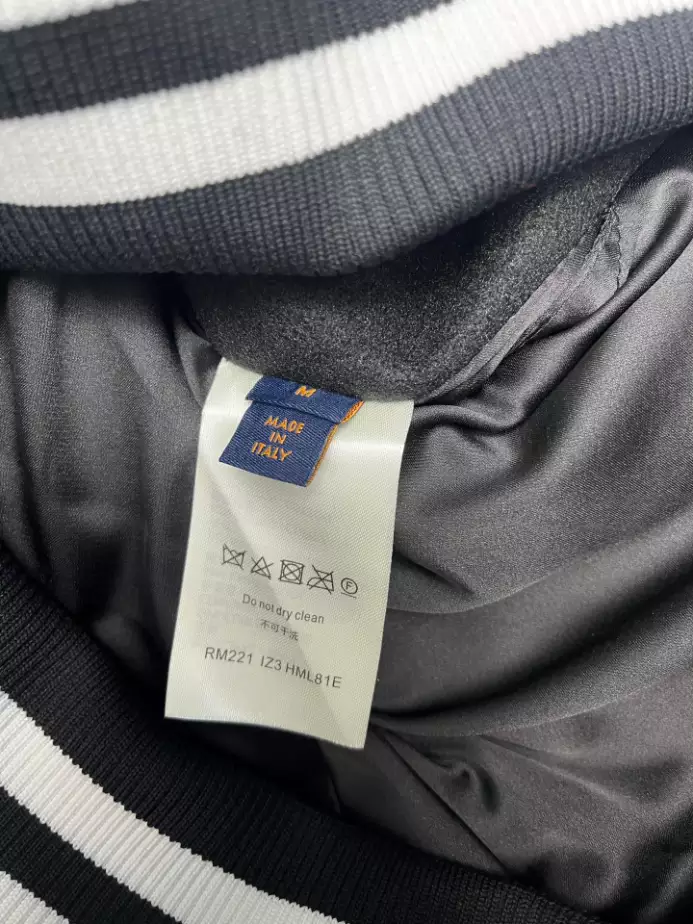 M
MADE
IN
ITALY
F
Do not dry clean
不可干洗
RM221 IZ3 HML81E